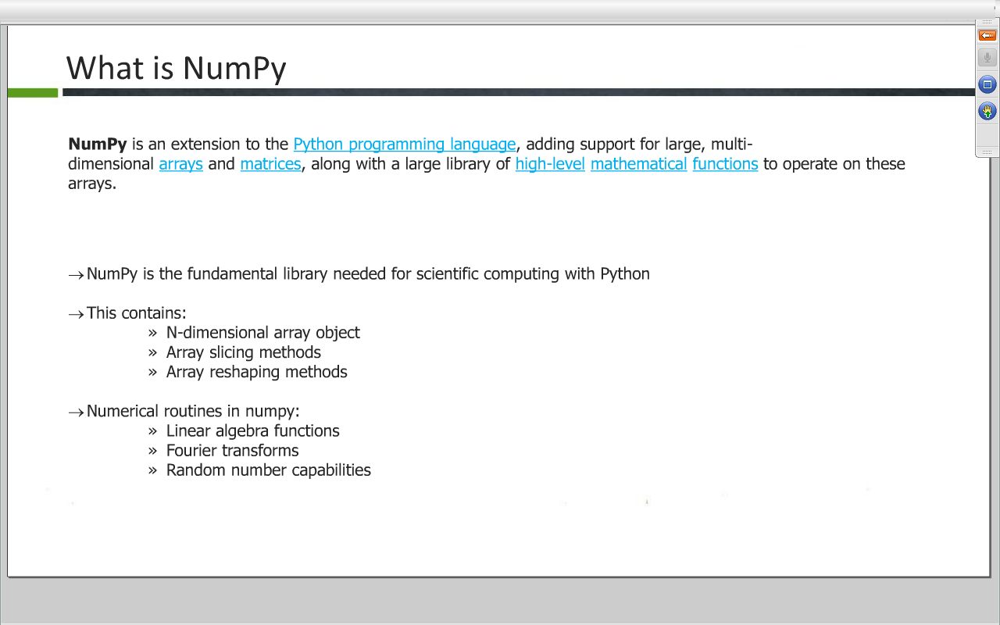 What is NumPy
NumPy is an extension to the Python programming language, adding support for large, multi-
dimensional arrays and matrices, along with a large library of high-level mathematical functions to operate on these
arrays.
→NumPy is the fundamental library needed for scientific computing with Python
→This contains:
» N-dimensional array object
» Array slicing methods
» Array reshaping methods
→Numerical routines in numpy:
» Linear algebra functions
» Fourier transforms
» Random number capabilities